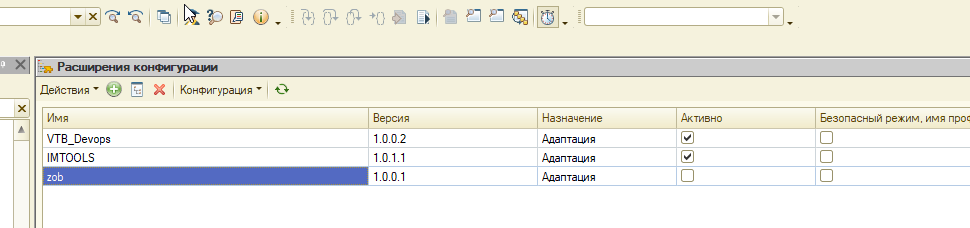 Расширения конфигурации
Действия Конфигурация
Имя Версия Назначение Активно Безопасный режим, имя про
VTB_Devops 1.0.0.2 Адаптация
IMTOOLS 1.0.1.1 Адаптация
zob 1.0.0.1 Адаптация